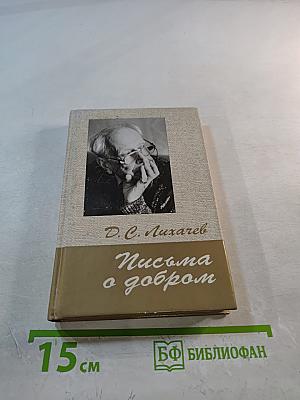 Д. С. Лихачев
Письма
о добром
15 см
БФ БИБЛИОФАН